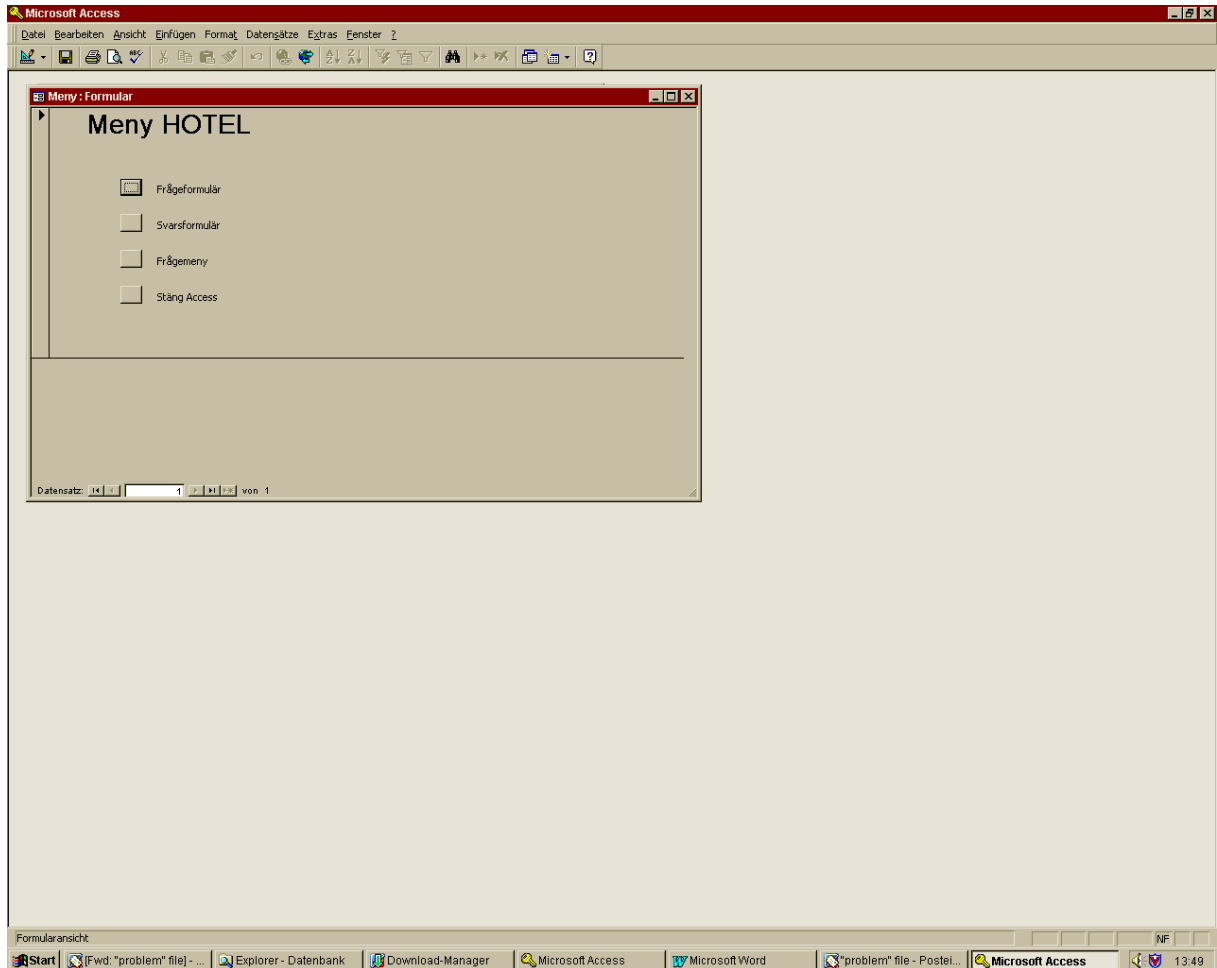 Microsoft Access
Datei Bearbeiten Ansicht Einfügen Format Datensätze Extras Fenster ?
Meny : Formular
Meny HOTEL
Frågeformulär
Svarsformulär
Frågemeny
Stäng Access
Datensatz: 1 von 1
Formularansicht NF
Start [Fwd: "problem" file] - ... Explorer - Datenbank Download-Manager Microsoft Access Microsoft Word "problem" file - Postei... Microsoft Access 13:49